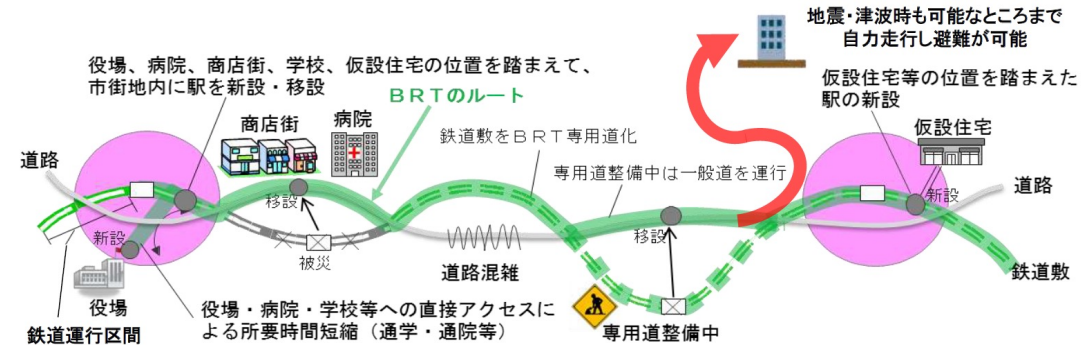 地震・津波時も可能なところまで
自力走行し避難が可能
役場、病院、商店街、学校、仮設住宅の位置を踏まえて、
市街地内に駅を新設・移設
仮設住宅等の位置を踏まえた
駅の新設
ＢＲＴのルート
商店街
病院
鉄道敷をＢＲＴ専用道化
仮設住宅
道路
専用道整備中は一般道を運行
道路
新設
移設
移設
新設
被災
道路混雑
鉄道敷
役場
役場・病院・学校等への直接アクセスに
よる所要時間短縮（通学・通院等）
専用道整備中
鉄道運行区間